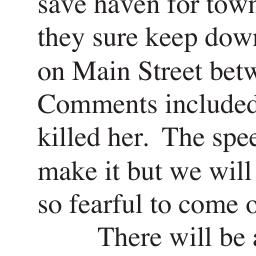 save haven for town
they sure keep down
on Main Street betw
Comments included
killed her.  The spee
make it but we will
so fearful to come o
There will be a